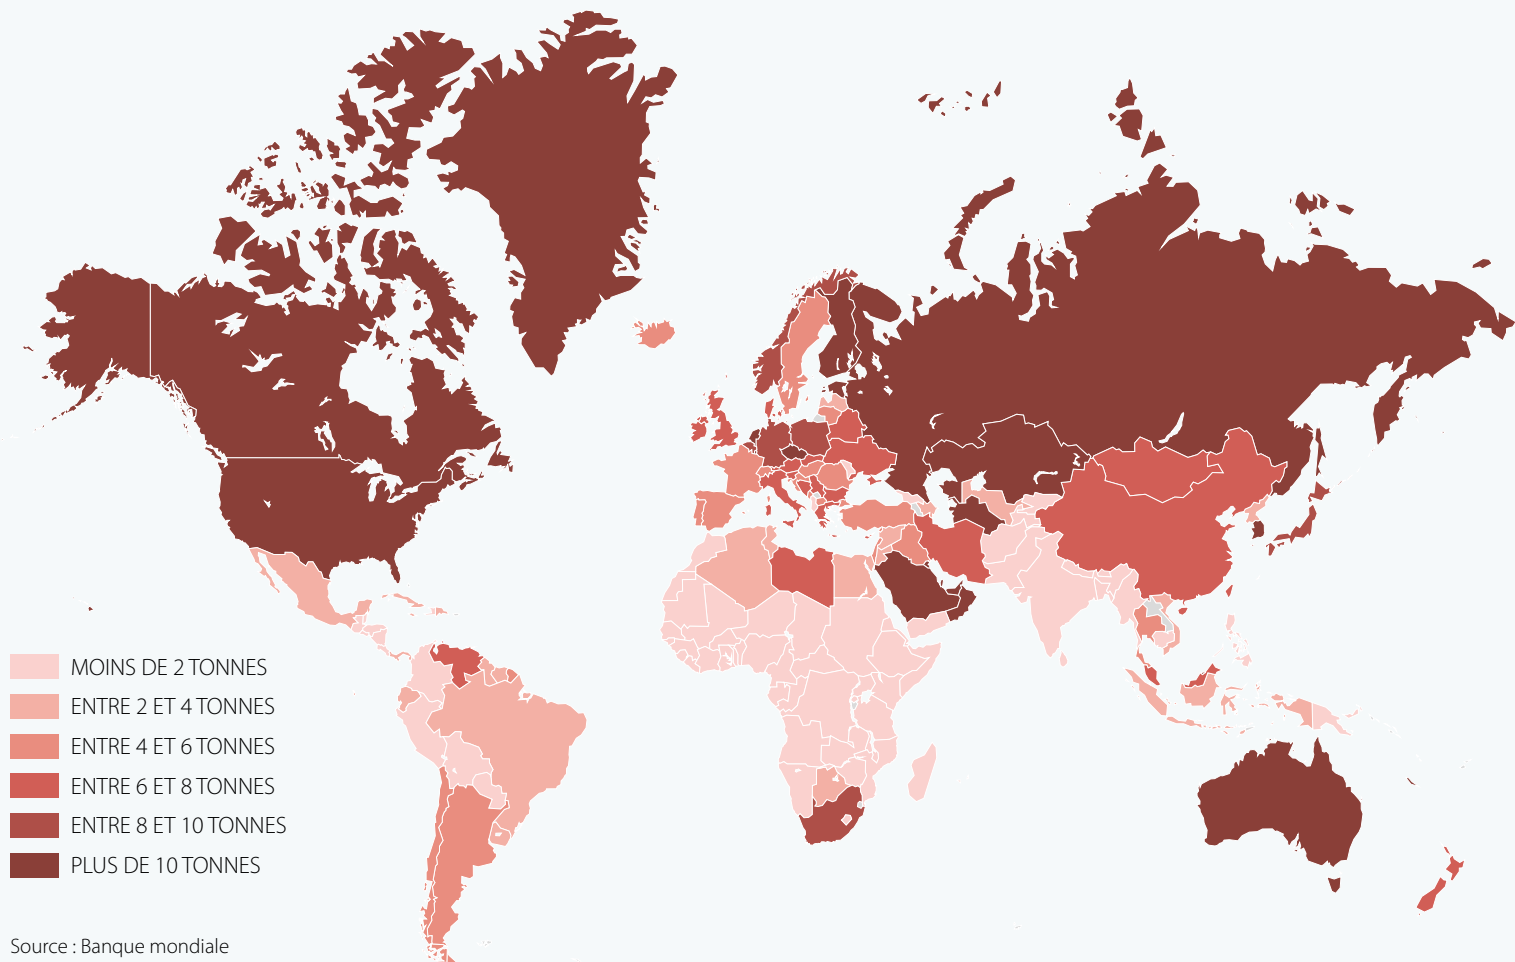 MOINS DE 2 TONNES
ENTRE 2 ET 4 TONNES
ENTRE 4 ET 6 TONNES
ENTRE 6 ET 8 TONNES
ENTRE 8 ET 10 TONNES
PLUS DE 10 TONNES
Source : Banque mondiale